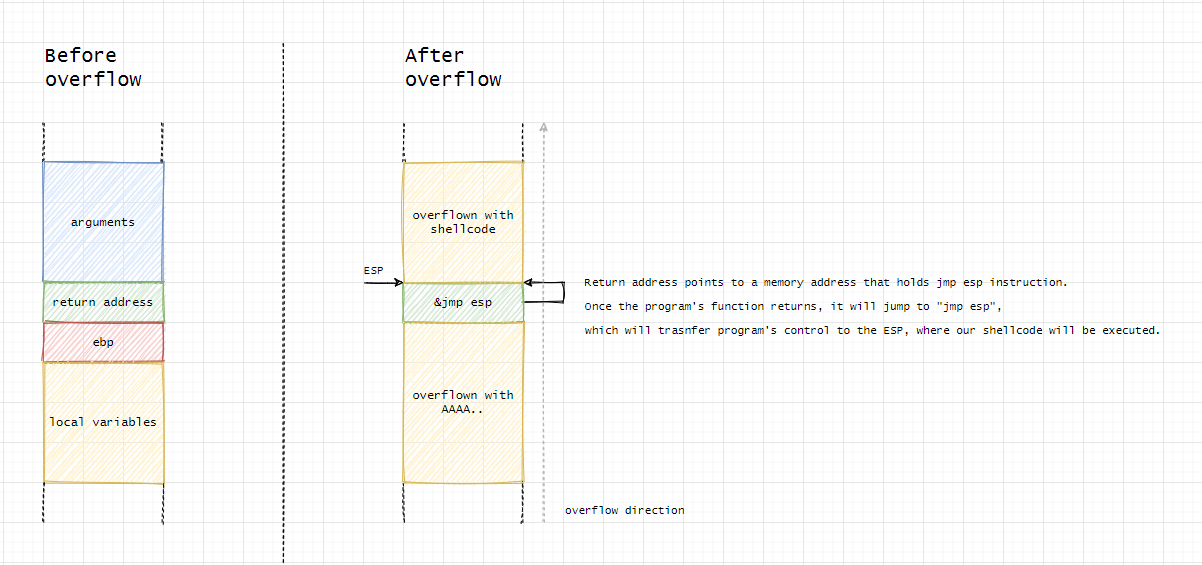 Before
overflow
After
overflow
arguments
return address
ebp
local variables
overflown with
shellcode
ESP
&jmp esp
overflown with
AAAA..
Return address points to a memory address that holds jmp esp instruction.
Once the program's function returns, it will jump to "jmp esp",
which will trasnfer program's control to the ESP, where our shellcode will be executed.
overflow direction